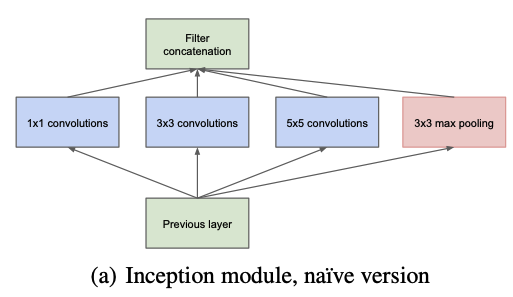 Filter
concatenation
1x1 convolutions
3x3 convolutions
5x5 convolutions
3x3 max pooling
Previous layer
(a) Inception module, naïve version